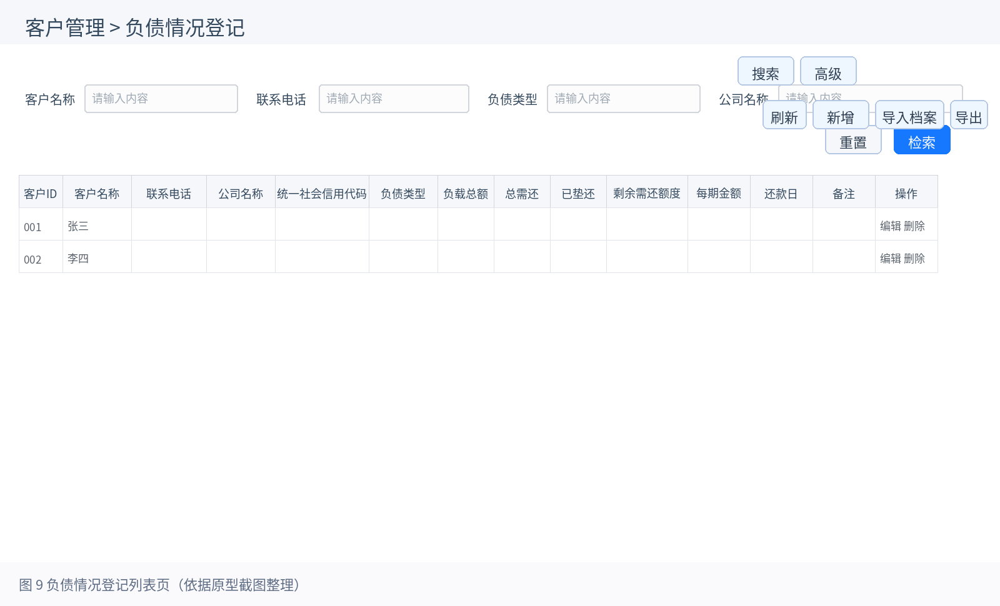 客户管理 > 负债情况登记
搜索 高级
客户名称 请输入内容 联系电话 请输入内容 负债类型 请输入内容 公司名称 请输入内容
刷新 新增 导入档案 导出
重置 检索
客户ID 客户名称 联系电话 公司名称 统一社会信用代码 负债类型 负载总额 总需还 已垫还 剩余需还额度 每期金额 还款日 备注 操作
001 张三 编辑 删除
002 李四 编辑 删除
图 9 负债情况登记列表页（依据原型截图整理）